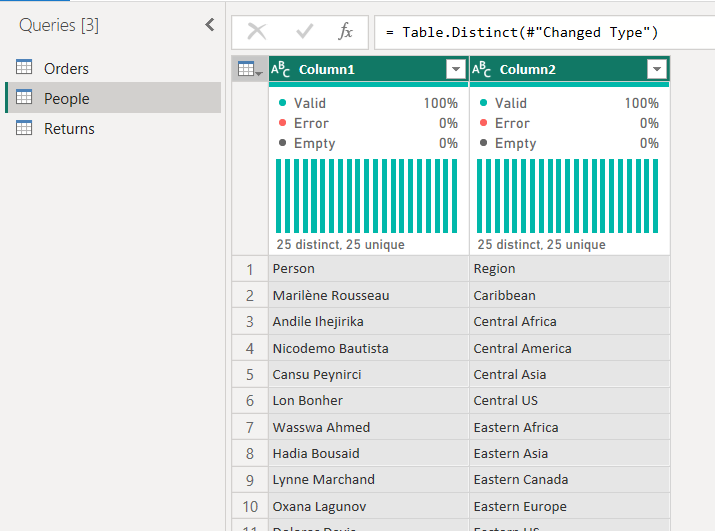 Queries [3]
Orders
People
Returns
fx
= Table.Distinct(#"Changed Type")
ABC Column1
ABC Column2
Valid 100%
Error 0%
Empty 0%
25 distinct, 25 unique
Valid 100%
Error 0%
Empty 0%
25 distinct, 25 unique
1 Person Region
2 Marilène Rousseau Caribbean
3 Andile Ihejirika Central Africa
4 Nicodemo Bautista Central America
5 Cansu Peynirci Central Asia
6 Lon Bonher Central US
7 Wasswa Ahmed Eastern Africa
8 Hadia Bousaid Eastern Asia
9 Lynne Marchand Eastern Canada
10 Oxana Lagunov Eastern Europe